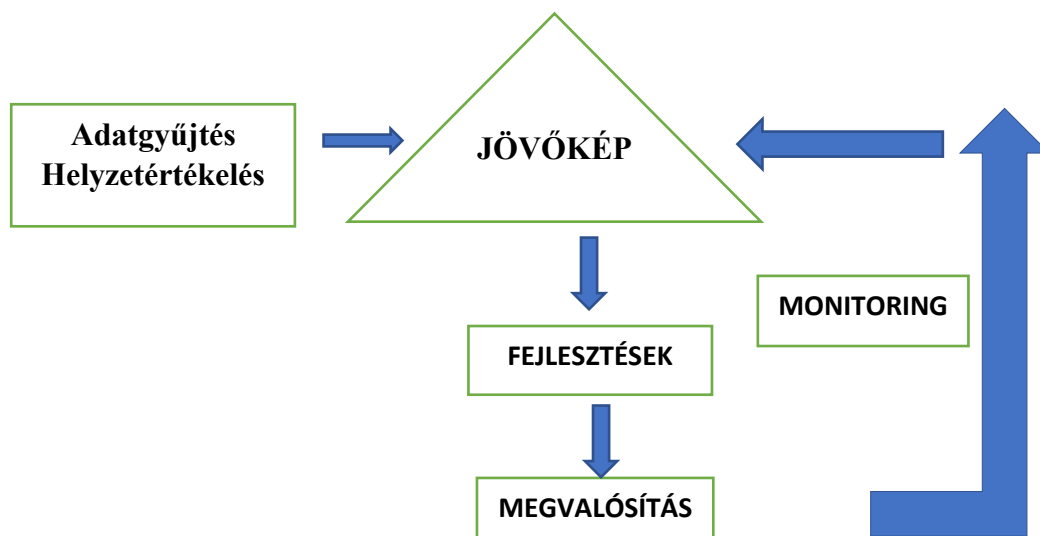 Adatgyűjtés
Helyzetértékelés
JÖVŐKÉP
MONITORING
FEJLESZTÉSEK
MEGVALÓSÍTÁS